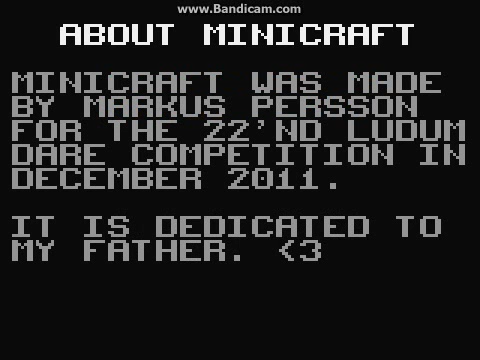 www.Bandicam.com
ABOUT MINICRAFT
MINICRAFT WAS MADE
BY MARKUS PERSSON
FOR THE 22'ND LUDUM
DARE COMPETITION IN
DECEMBER 2011.
IT IS DEDICATED TO
MY FATHER. <3